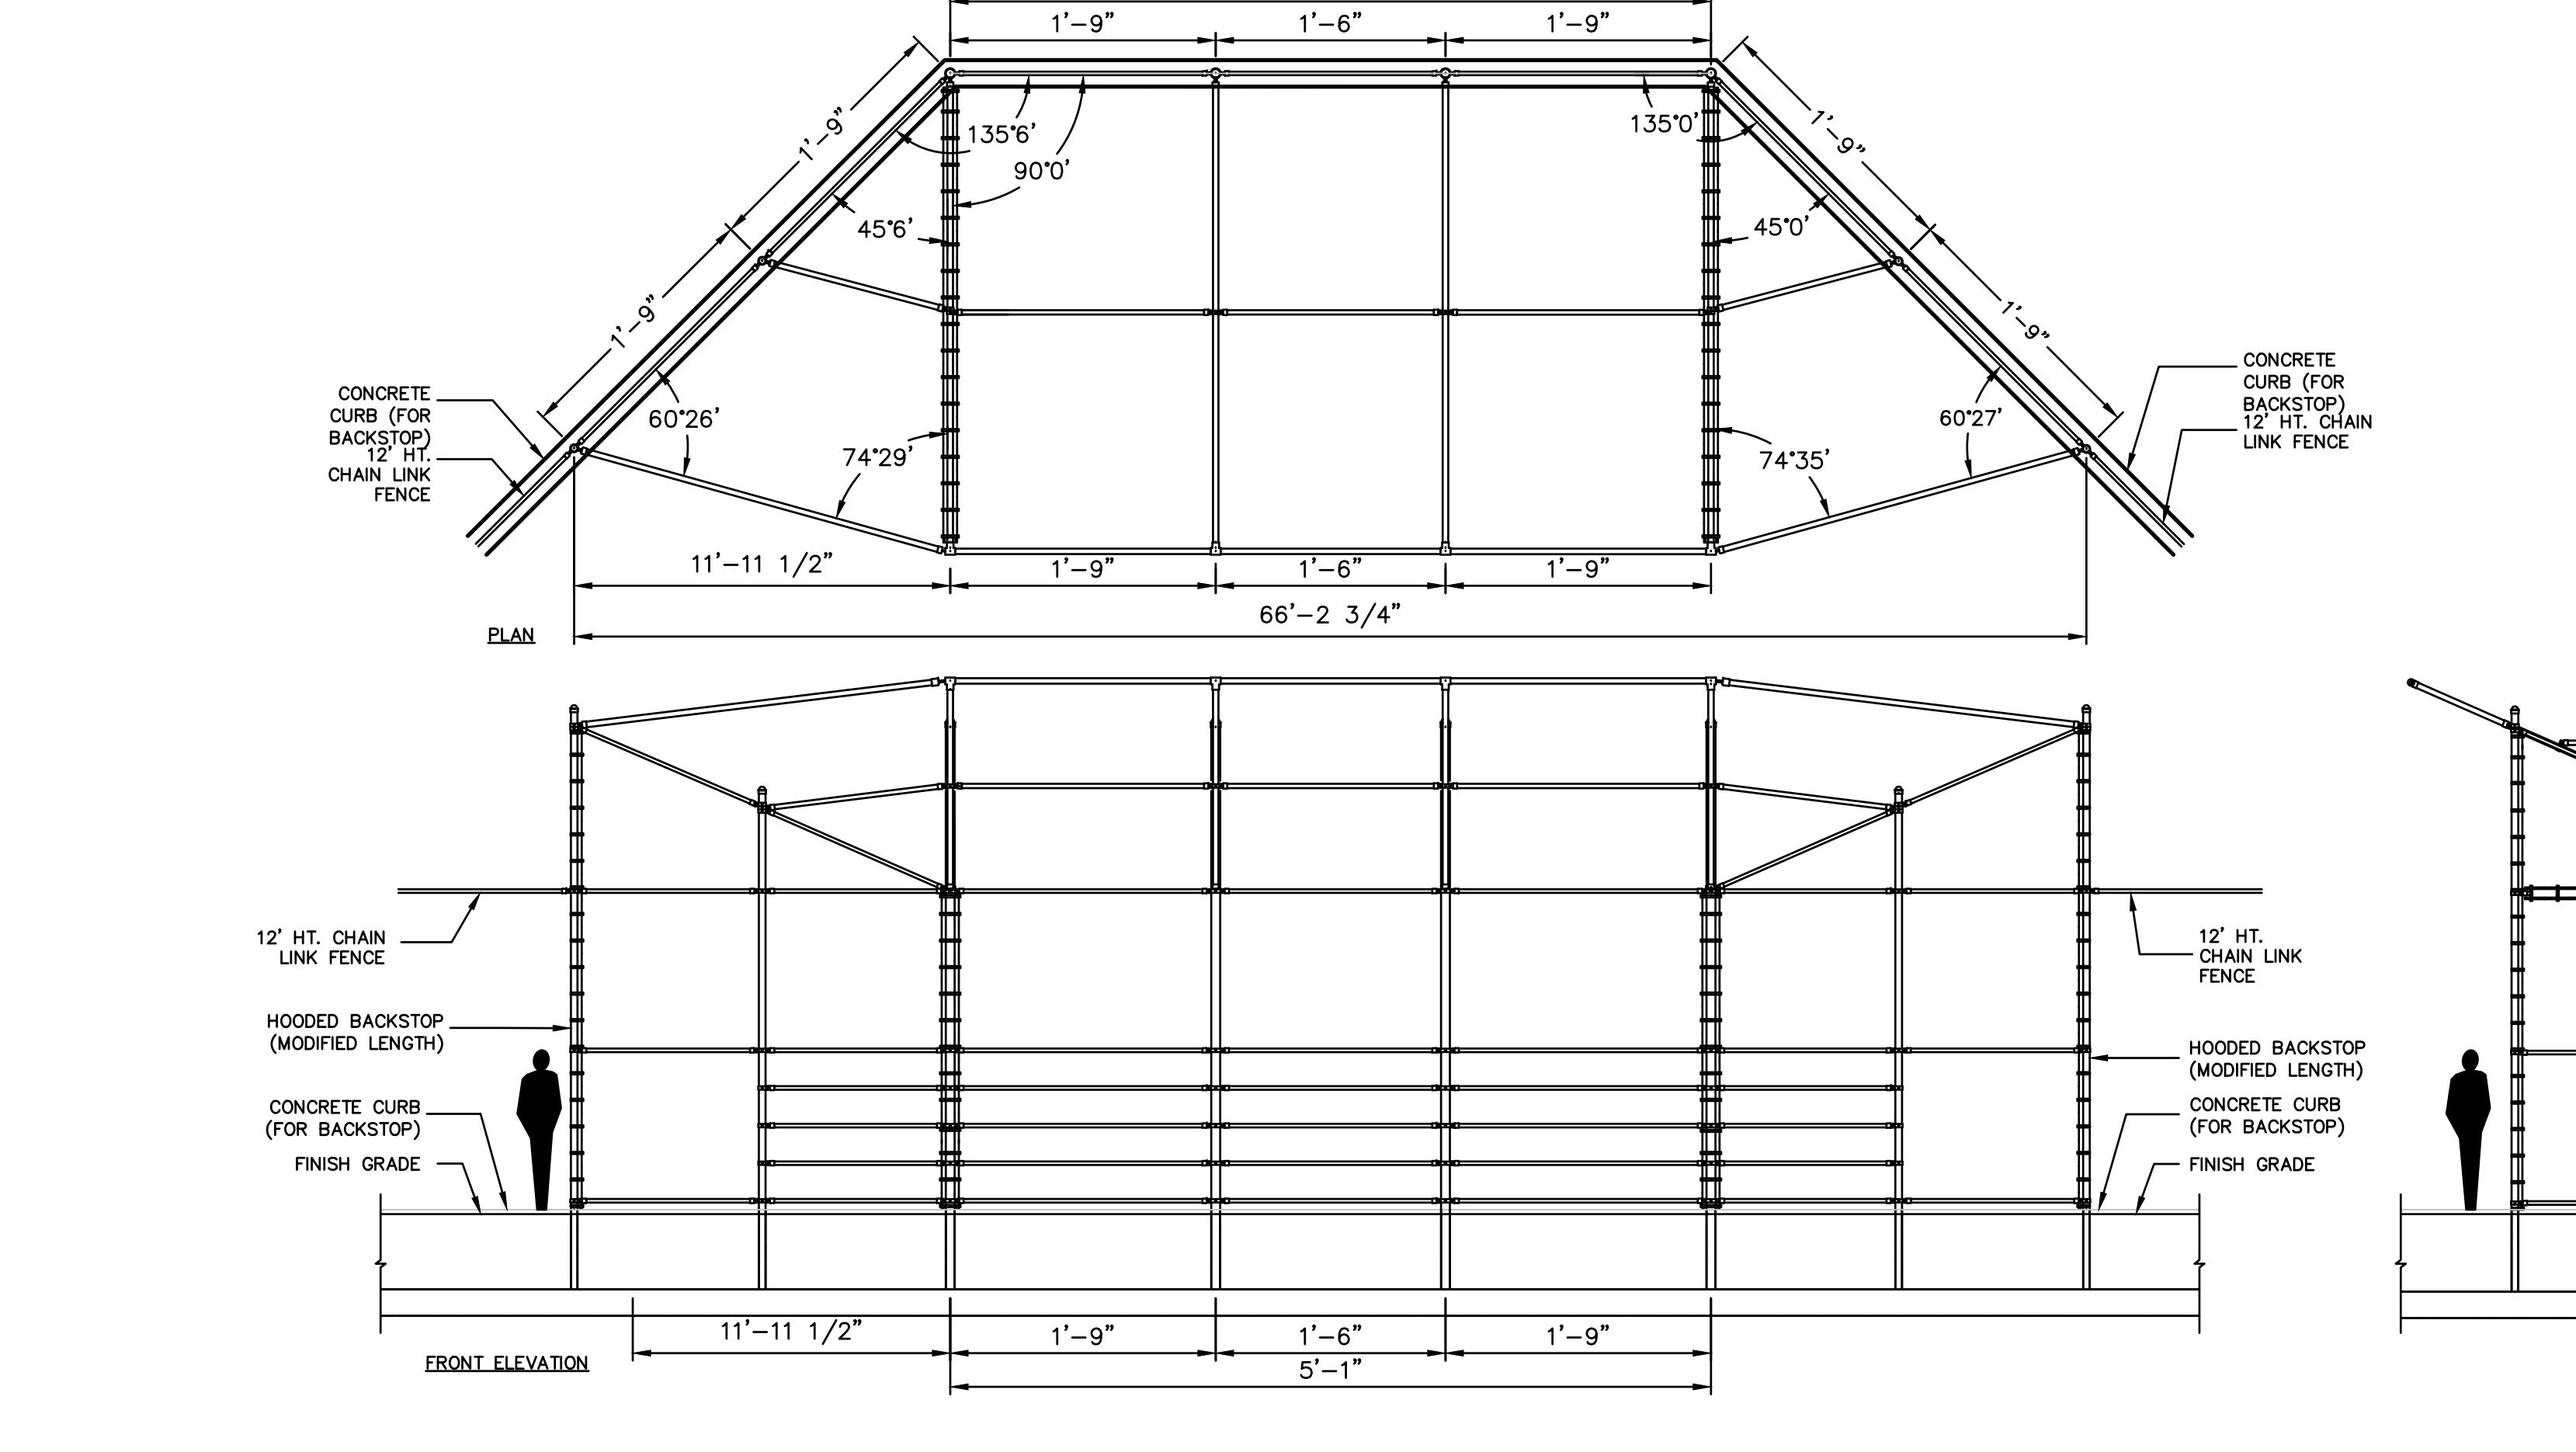 1'-9" 1'-6" 1'-9"
1'-9"
1'-9"
135°6'
135°0'
90°0'
45°6'
45°0'
1'-9"
1'-9"
CONCRETE
CURB (FOR
BACKSTOP)
12' HT.
CHAIN LINK
FENCE
CONCRETE
CURB (FOR
BACKSTOP)
12' HT. CHAIN
LINK FENCE
60°26'
60°27'
74°29'
74°35'
11'-11 1/2" 1'-9" 1'-6" 1'-9"
66'-2 3/4"
PLAN
12' HT. CHAIN
LINK FENCE
12' HT.
CHAIN LINK
FENCE
HOODED BACKSTOP
(MODIFIED LENGTH)
HOODED BACKSTOP
(MODIFIED LENGTH)
CONCRETE CURB
(FOR BACKSTOP)
CONCRETE CURB
(FOR BACKSTOP)
FINISH GRADE
FINISH GRADE
11'-11 1/2" 1'-9" 1'-6" 1'-9"
FRONT ELEVATION
5'-1"